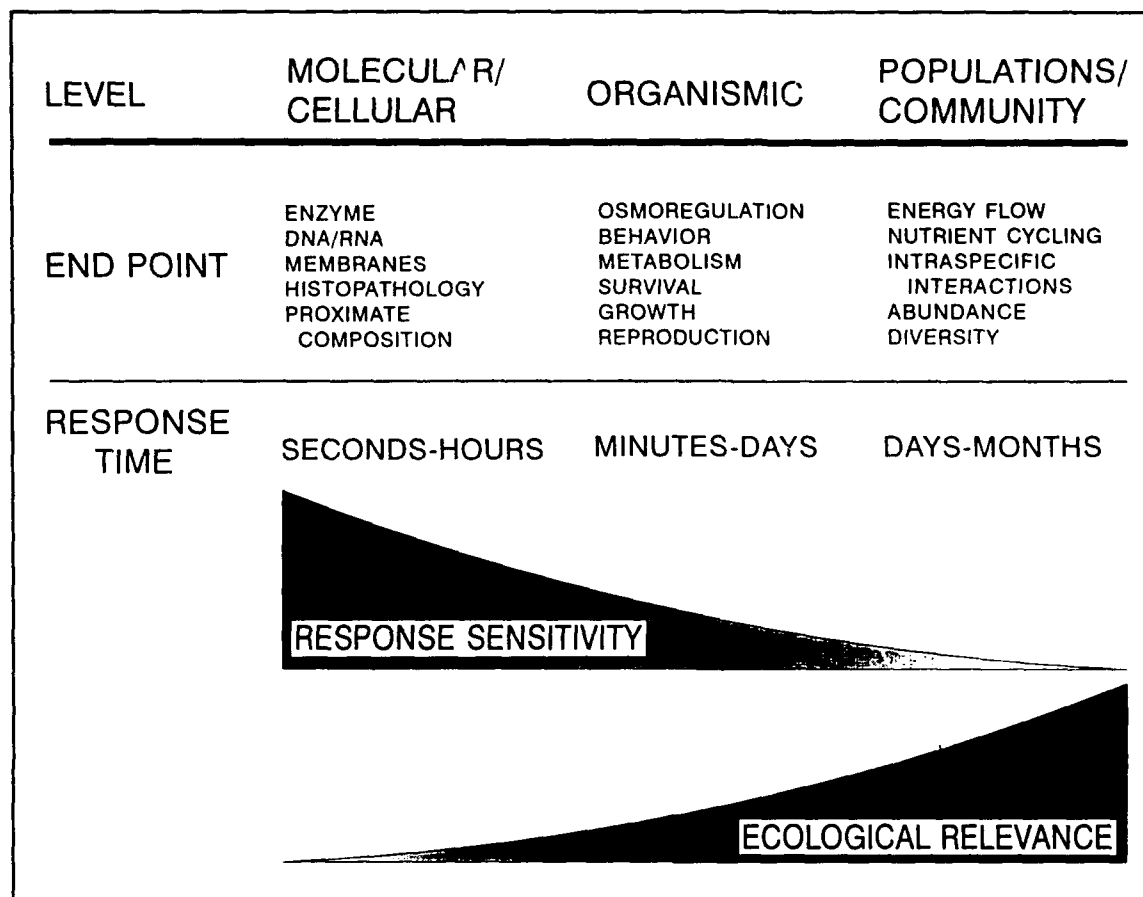 LEVEL
MOLECULAR/
CELLULAR
ORGANISMIC
POPULATIONS/
COMMUNITY
END POINT
ENZYME
DNA/RNA
MEMBRANES
HISTOPATHOLOGY
PROXIMATE
COMPOSITION
OSMOREGULATION
BEHAVIOR
METABOLISM
SURVIVAL
GROWTH
REPRODUCTION
ENERGY FLOW
NUTRIENT CYCLING
INTRASPECIFIC
INTERACTIONS
ABUNDANCE
DIVERSITY
RESPONSE
TIME
SECONDS-HOURS
MINUTES-DAYS
DAYS-MONTHS
RESPONSE SENSITIVITY
ECOLOGICAL RELEVANCE